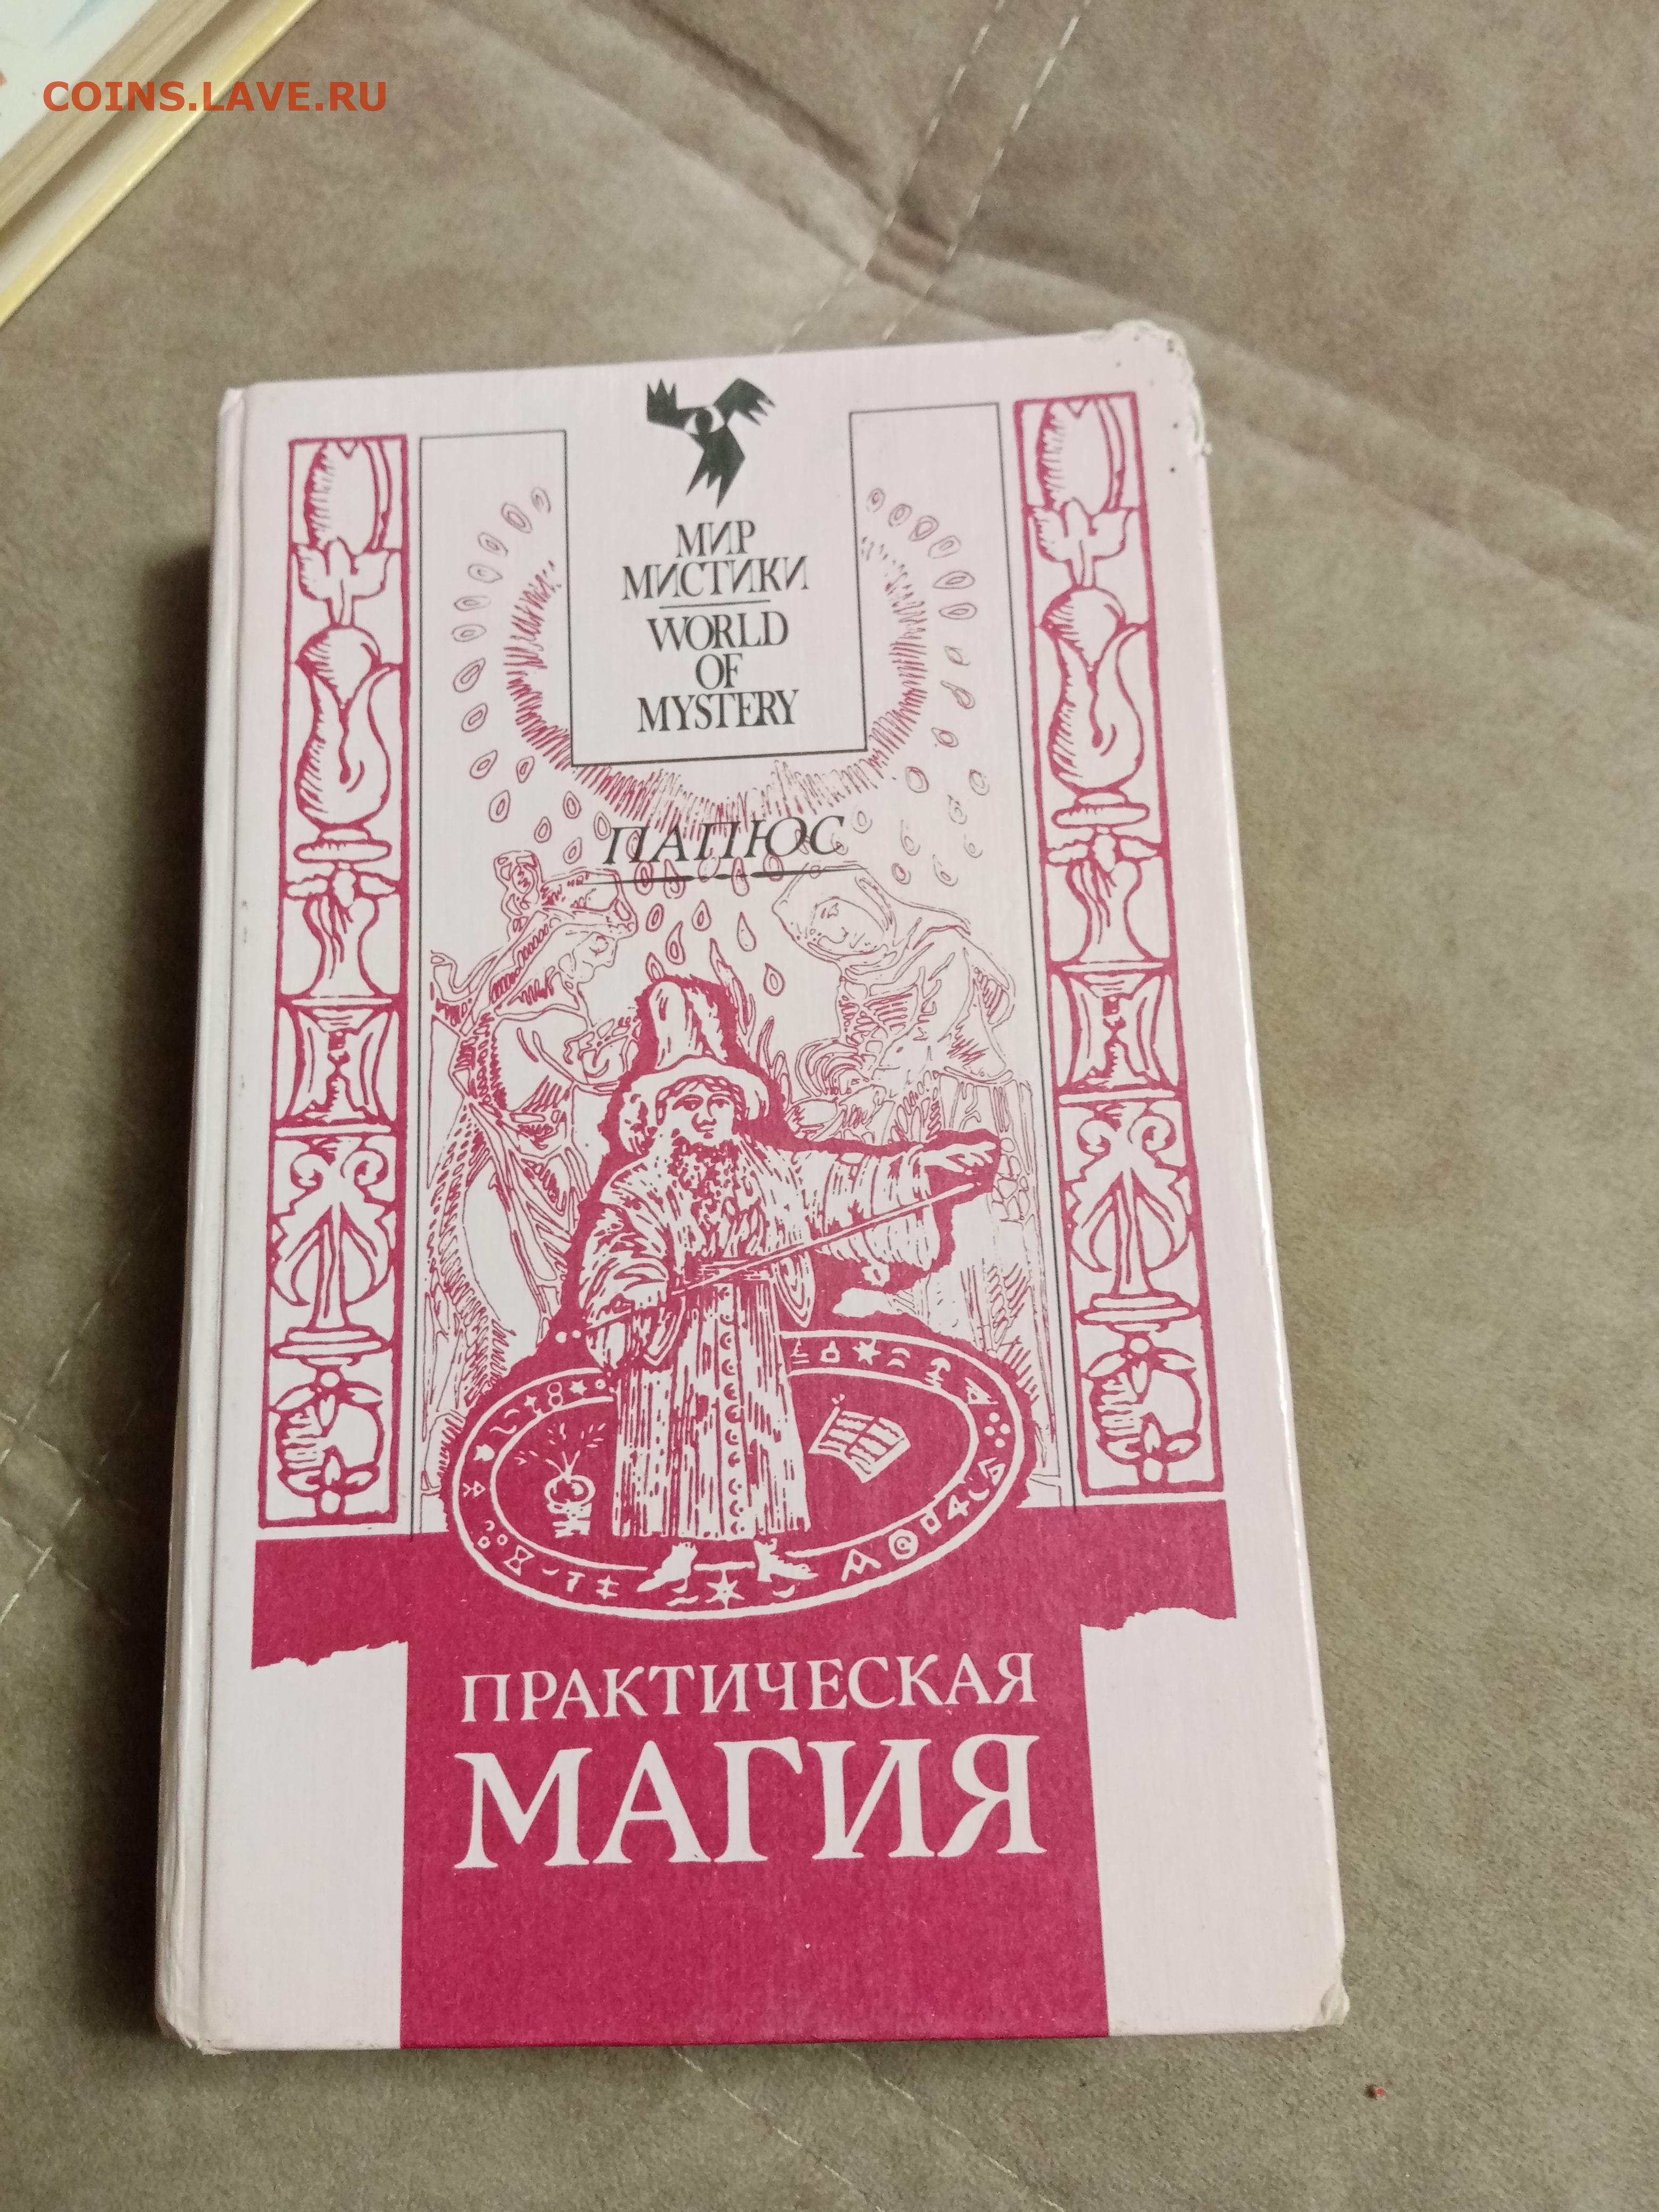 COINS.LAVE.RU
МИР
МИСТИКИ
WORLD
OF
MYSTERY
ПАПЮС
ПРАКТИЧЕСКАЯ
МАГИЯ